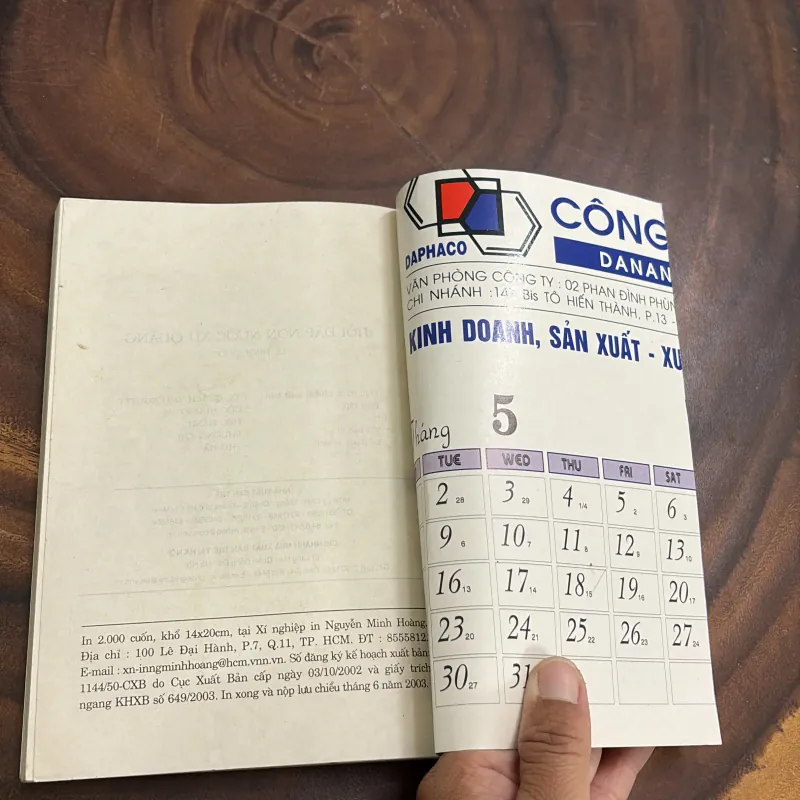 In 2.000 cuốn, khổ 14x20cm, tại Xí nghiệp in Nguyễn Minh Hoàng.
Địa chỉ : 100 Lê Đại Hành, P.7, Q.11, TP. HCM. ĐT : 8555812.
E-mail : xn-inngminhhoang@hcm.vnn.vn. Số đăng ký kế hoạch xuất bản:
1144/50-CXB do Cục Xuất Bản cấp ngày 03/10/2002 và giấy trích
ngang KHXB số 649/2003. In xong và nộp lưu chiểu tháng 6 năm 2003.
DAPHACO
CÔNG
DANAN
VĂN PHÒNG CÔNG TY : 02 PHAN ĐÌNH PHÙN
CHI NHÁNH : 147 Bis TÔ HIẾN THÀNH, P.13 -
KINH DOANH, SẢN XUẤT - XU
Tháng 5
TUE WED THU FRI SAT
2 28 3 29 4 1/4 5 2 6 3
9 6 10 7 11 8 12 9 13 10
16 13 17 14 18 15 19 16 20 17
23 20 24 21 25 22 26 23 27 24
30 27 31